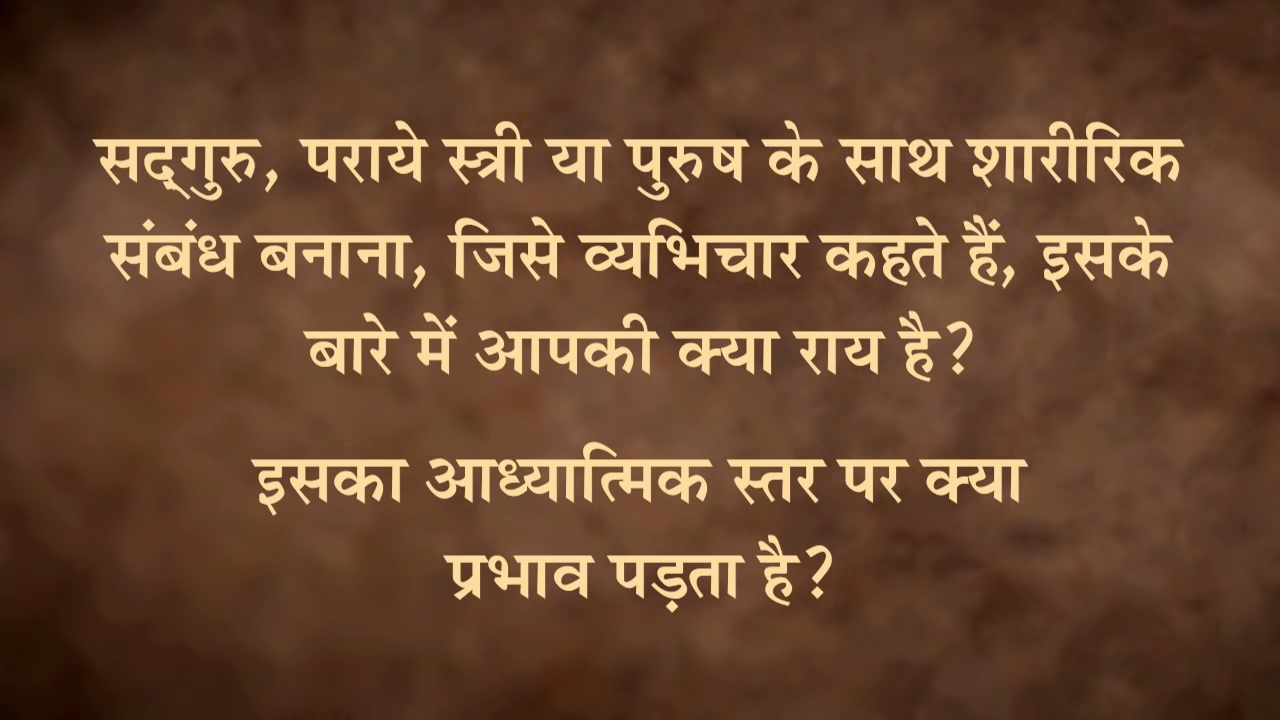 सद्‌गुरु, पराये स्त्री या पुरुष के साथ शारीरिक
संबंध बनाना, जिसे व्यभिचार कहते हैं, इसके
बारे में आपकी क्या राय है?
इसका आध्यात्मिक स्तर पर क्या
प्रभाव पड़ता है?